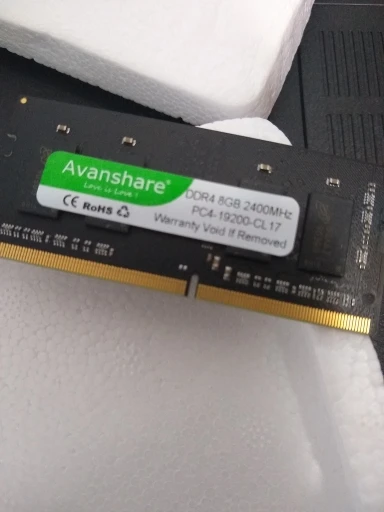 Avanshare®
Love is Love !
CE RoHS
DDR4 8GB 2400MHz
PC4-19200-CL17
Warranty Void If Removed